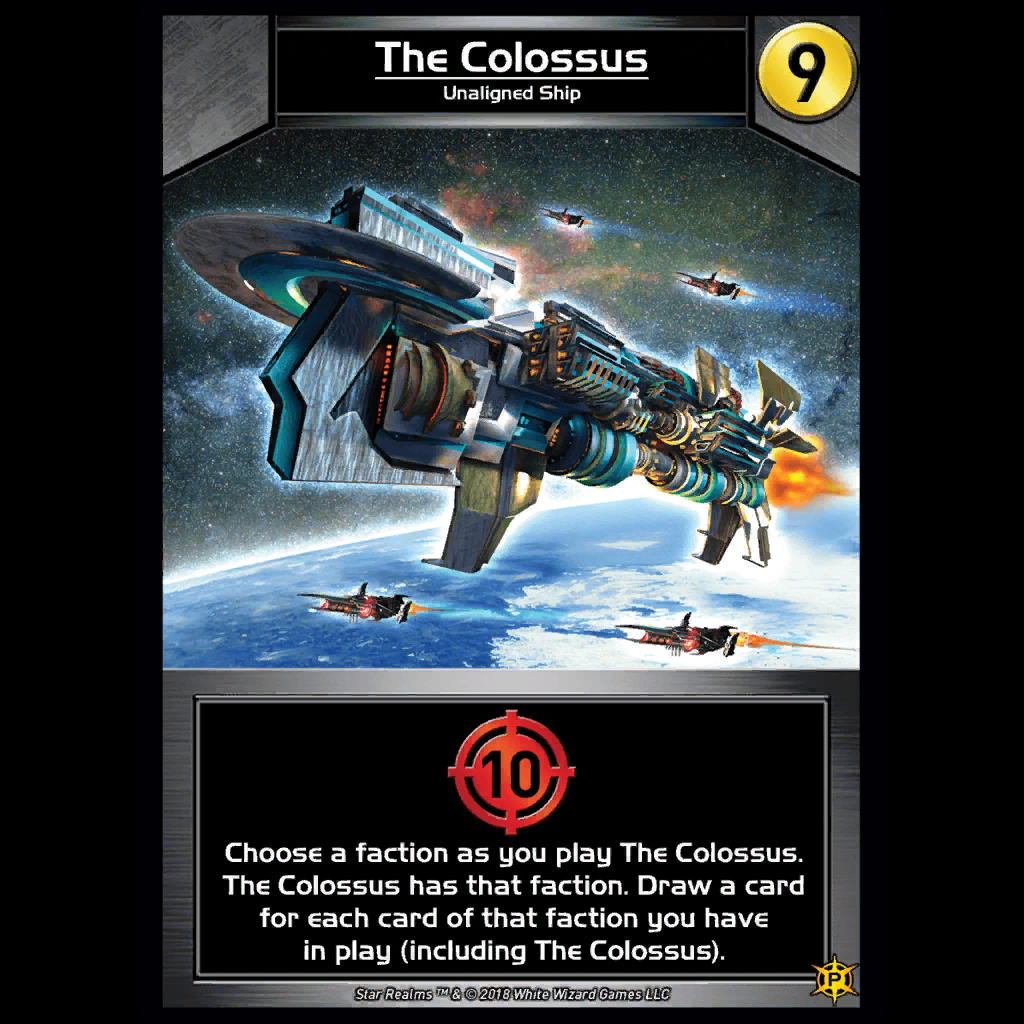 The Colossus
Unaligned Ship
9
10
Choose a faction as you play The Colossus.
The Colossus has that faction. Draw a card
for each card of that faction you have
in play (including The Colossus).
P
Star Realms ™ & © 2018 White Wizard Games LLC